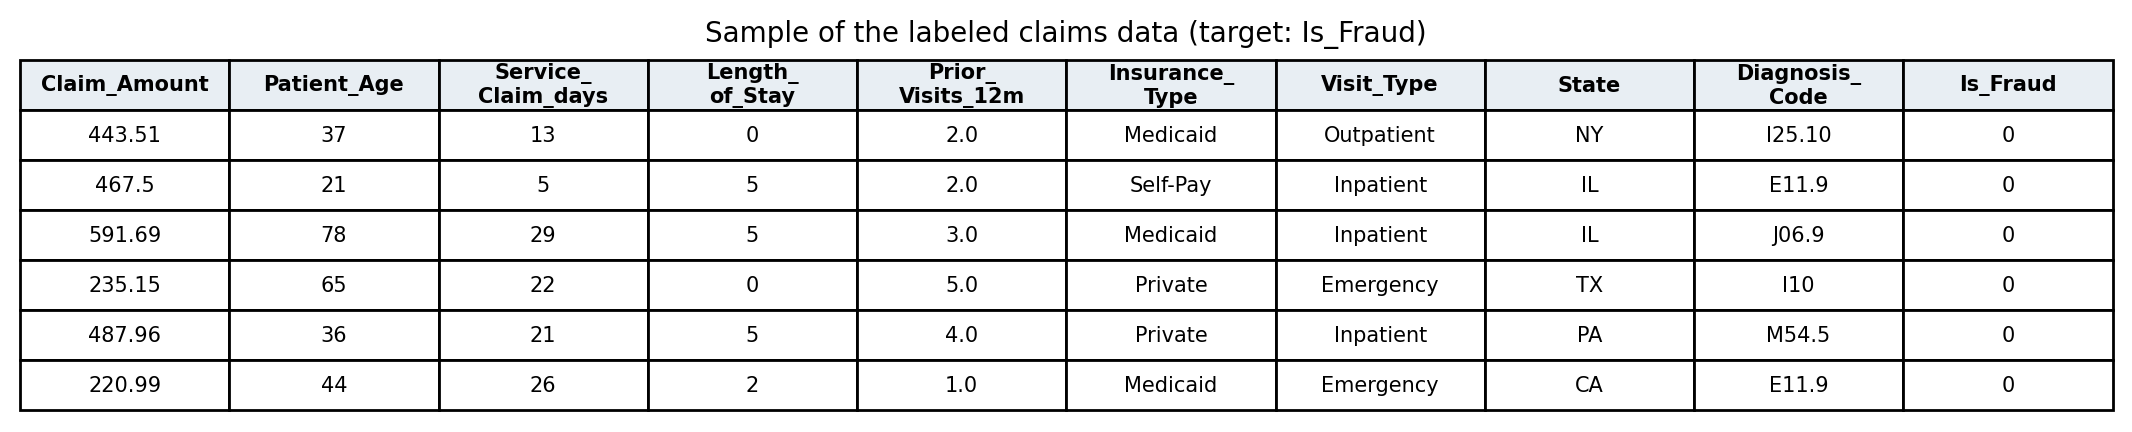 Sample of the labeled claims data (target: Is_Fraud)
Claim_Amount Patient_Age Service_ Claim_days Length_ of_Stay Prior_ Visits_12m Insurance_ Type Visit_Type State Diagnosis_ Code Is_Fraud
443.51 37 13 0 2.0 Medicaid Outpatient NY I25.10 0
467.5 21 5 5 2.0 Self-Pay Inpatient IL E11.9 0
591.69 78 29 5 3.0 Medicaid Inpatient IL J06.9 0
235.15 65 22 0 5.0 Private Emergency TX I10 0
487.96 36 21 5 4.0 Private Inpatient PA M54.5 0
220.99 44 26 2 1.0 Medicaid Emergency CA E11.9 0